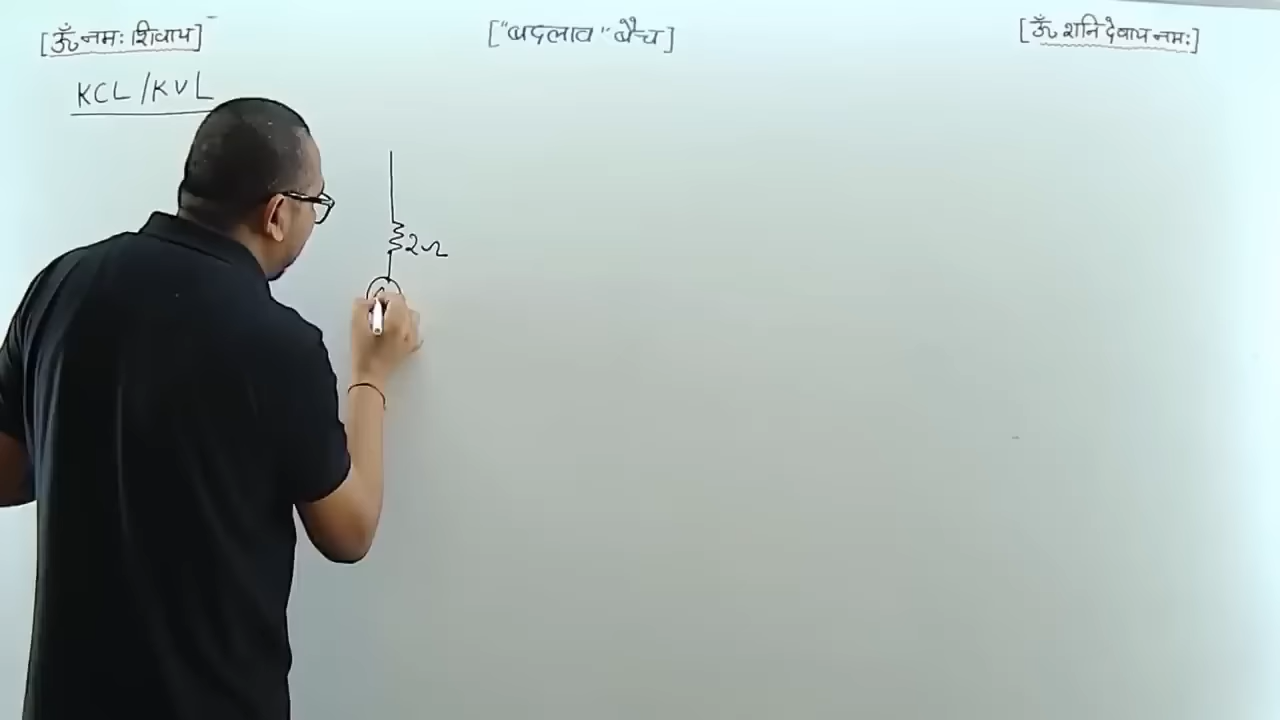 [ॐ नमः शिवाय]
["बदलाव" बैच]
[ॐ शनि देवाय नमः]
KCL/KVL
2Ω